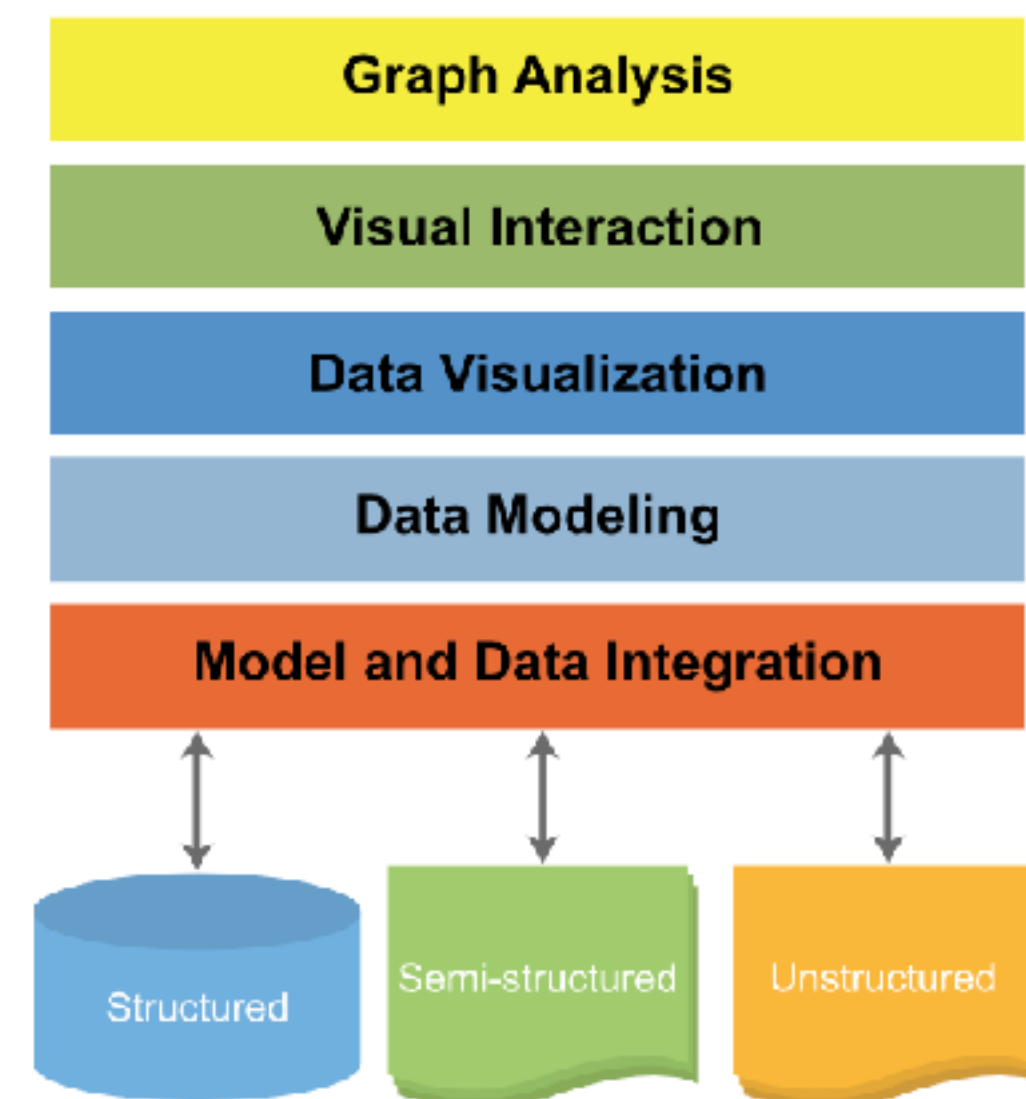 Graph Analysis
Visual Interaction
Data Visualization
Data Modeling
Model and Data Integration
Structured
Semi-structured
Unstructured